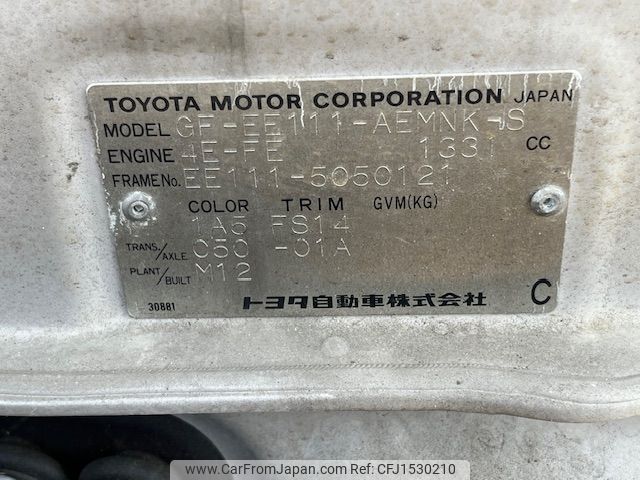 TOYOTA MOTOR CORPORATION JAPAN
MODEL GF-EE111-AEMNK-S
ENGINE 4E-FE 1331 CC
FRAME No. EE111-5050121
COLOR TRIM GVM(KG)
1A5 FS14
TRANS./AXLE C50 -01A
PLANT/BUILT M12
30881 トヨタ自動車株式会社 C
www.CarFromJapan.com | © CarFromJapan.com | CFJ1530210